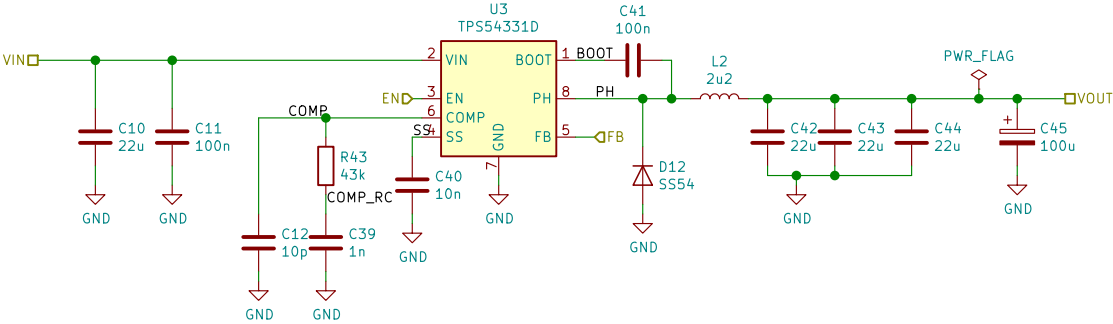 U3
TPS54331D
C41
100n
PWR_FLAG
VIN
2
VIN
BOOT
1
BOOT
L2
2u2
EN
3
EN
PH
8
PH
VOUT
COMP
6
COMP
SS
4
SS
FB
5
FB
GND
7
C10
22u
C11
100n
R43
43k
C40
10n
COMP_RC
D12
SS54
C42
22u
C43
22u
C44
22u
+
C45
100u
GND
GND
GND
GND
GND
GND
GND
C12
10p
C39
1n
GND
GND